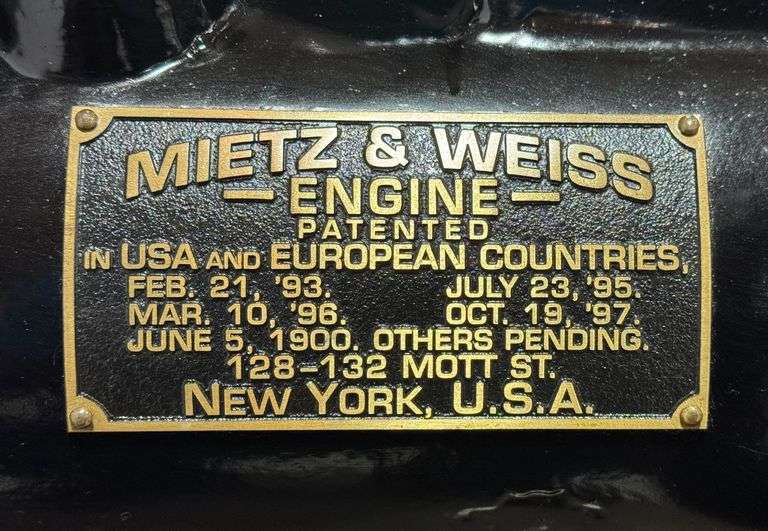 MIETZ & WEISS
— ENGINE —
PATENTED
IN USA AND EUROPEAN COUNTRIES,
FEB. 21, '93. JULY 23, '95.
MAR. 10, '96. OCT. 19, '97.
JUNE 5, 1900. OTHERS PENDING.
128–132 MOTT ST.
NEW YORK, U.S.A.